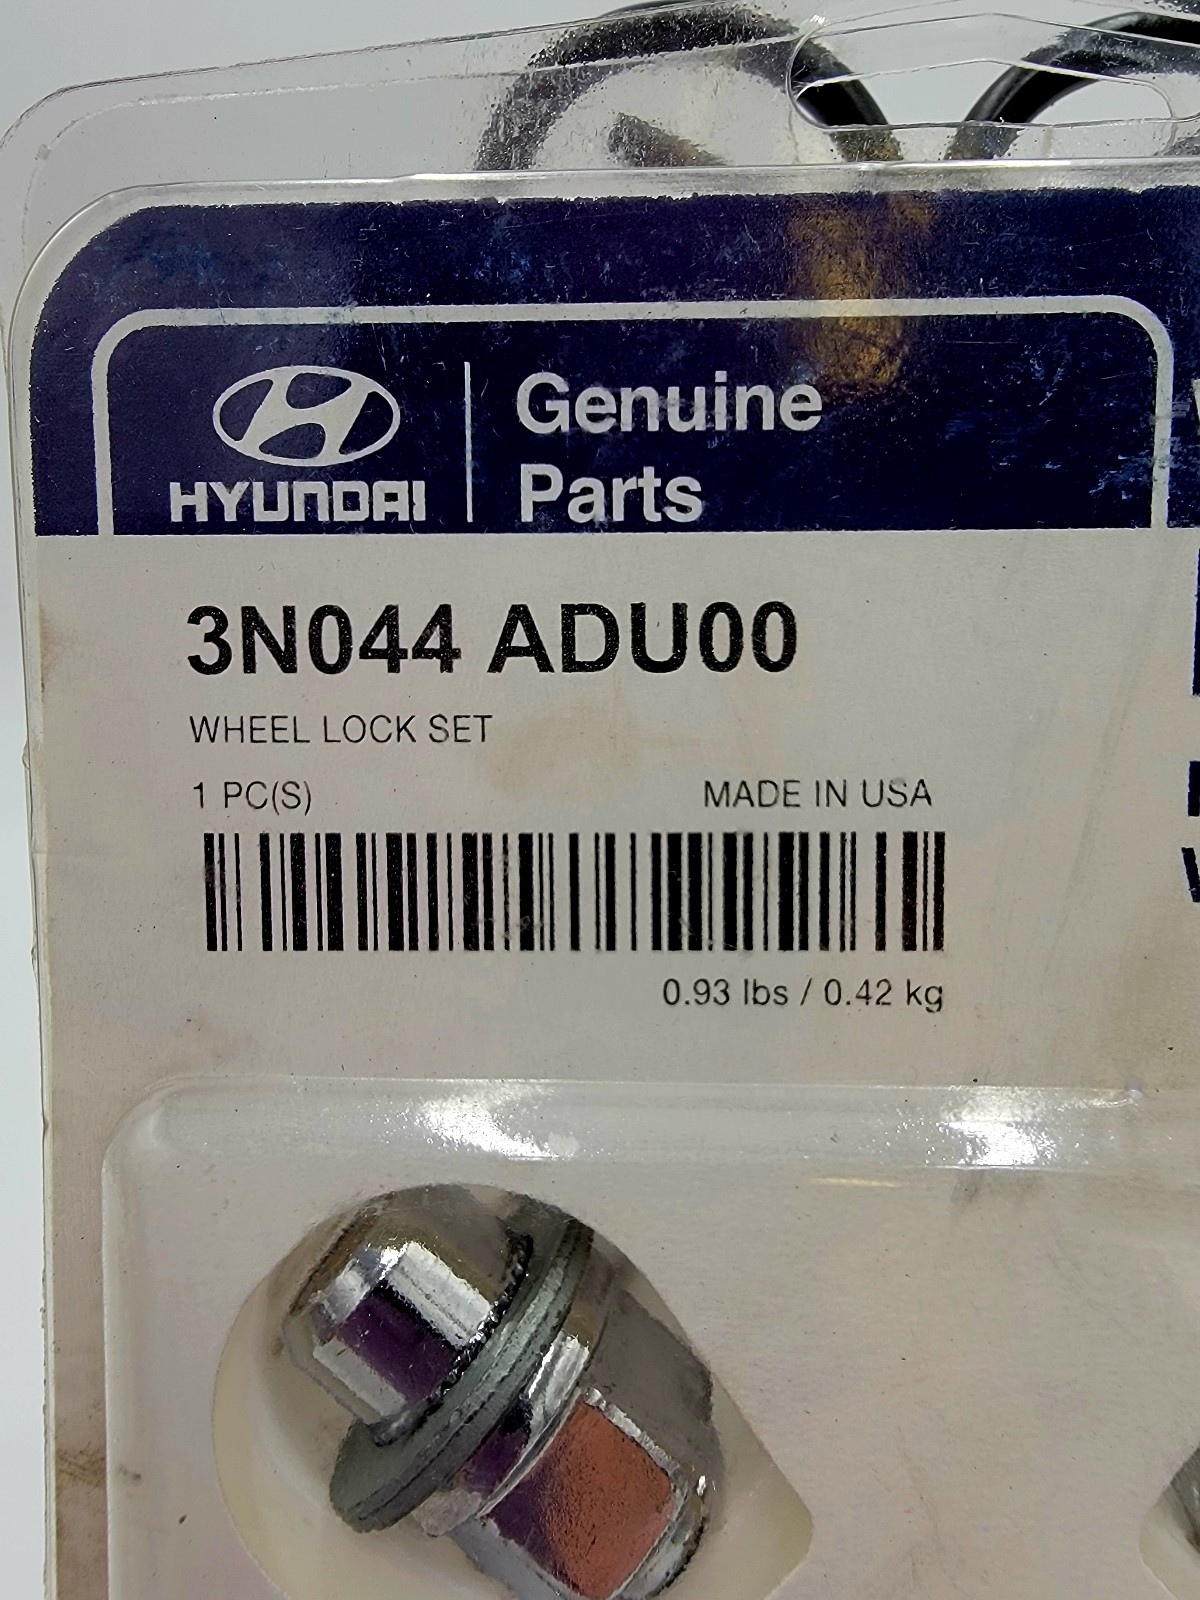 HYUNDAI
Genuine
Parts
3N044 ADU00
WHEEL LOCK SET
1 PC(S)
MADE IN USA
0.93 lbs / 0.42 kg